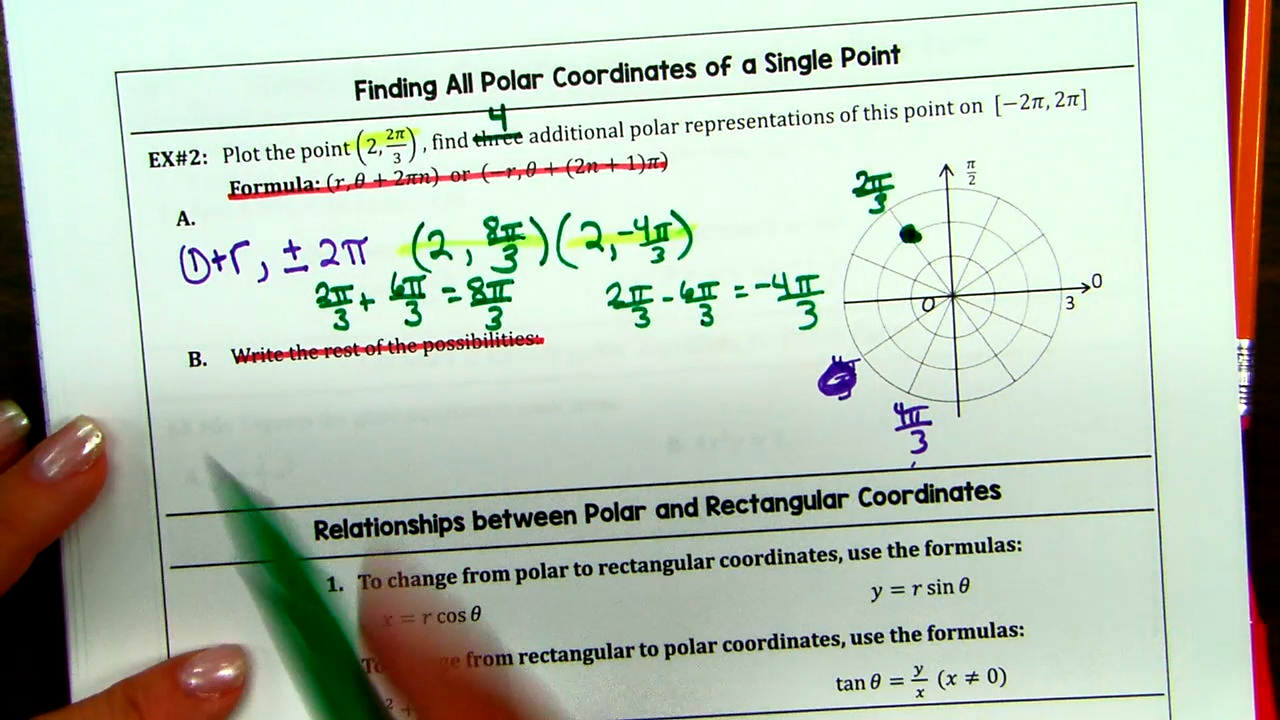 Finding All Polar Coordinates of a Single Point
4
EX#2: Plot the point (2, 2π/3), find three additional polar representations of this point on [−2π, 2π]
Formula: (r, θ + 2πn) or (−r, θ + (2n + 1)π)
A.
① +r, ± 2π (2, 8π/3) (2, -4π/3)
2π/3 + 6π/3 = 8π/3 2π/3 - 6π/3 = -4π/3
B. Write the rest of the possibilities:
2π/3
π/2
0
O
3
4π/3
Relationships between Polar and Rectangular Coordinates
1. To change from polar to rectangular coordinates, use the formulas:
x = r cos θ y = r sin θ
from rectangular to polar coordinates, use the formulas:
tan θ = y/x (x ≠ 0)